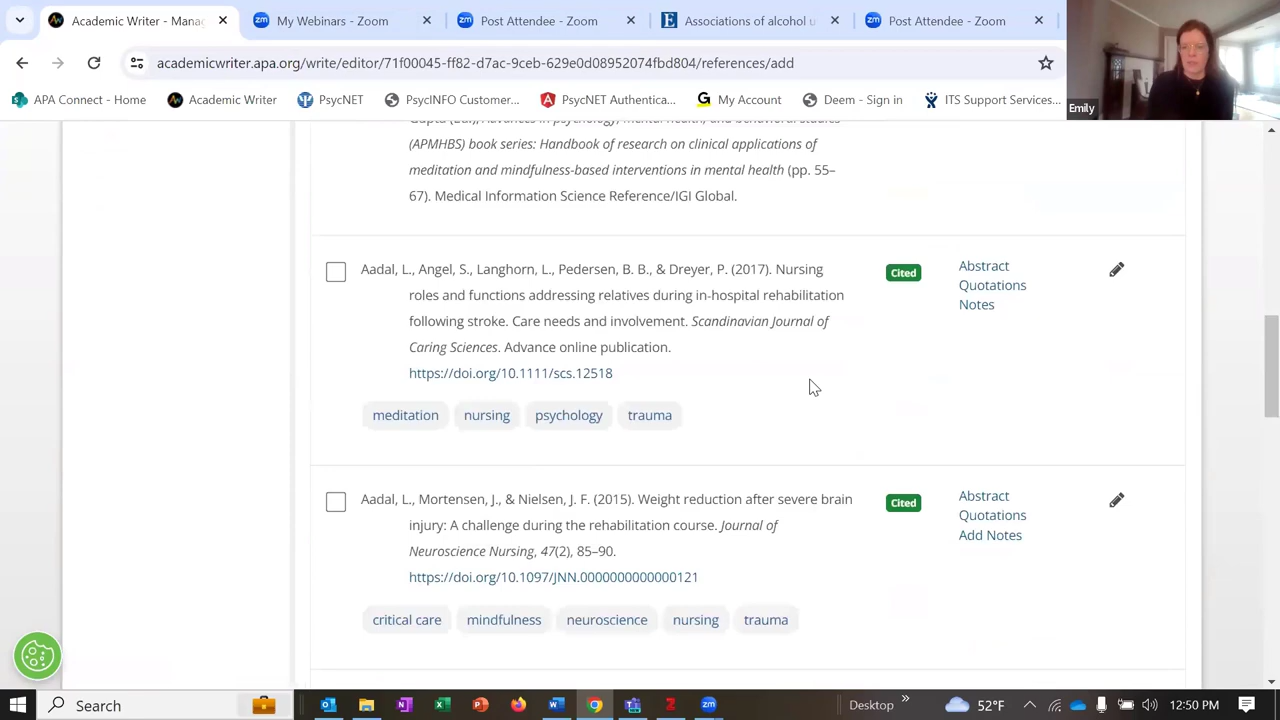 Academic Writer - Mana
My Webinars - Zoom
Post Attendee - Zoom
Associations of alcohol u
Post Attendee - Zoom
academicwriter.apa.org/write/editor/71f00045-ff82-d7ac-9ceb-629e0d08952074fbd804/references/add
APA Connect - Home
Academic Writer
PsycNET
PsycINFO Customer...
PsycNET Authentica...
My Account
Deem - Sign in
ITS Support Services...
Emily
(APMHBS) book series: Handbook of research on clinical applications of
meditation and mindfulness-based interventions in mental health (pp. 55–
67). Medical Information Science Reference/IGI Global.
Aadal, L., Angel, S., Langhorn, L., Pedersen, B. B., & Dreyer, P. (2017). Nursing
roles and functions addressing relatives during in-hospital rehabilitation
following stroke. Care needs and involvement. Scandinavian Journal of
Caring Sciences. Advance online publication.
https://doi.org/10.1111/scs.12518
Cited
Abstract
Quotations
Notes
meditation nursing psychology trauma
Aadal, L., Mortensen, J., & Nielsen, J. F. (2015). Weight reduction after severe brain
injury: A challenge during the rehabilitation course. Journal of
Neuroscience Nursing, 47(2), 85–90.
https://doi.org/10.1097/JNN.0000000000000121
Cited
Abstract
Quotations
Add Notes
critical care mindfulness neuroscience nursing trauma
Search
Desktop
52°F
12:50 PM